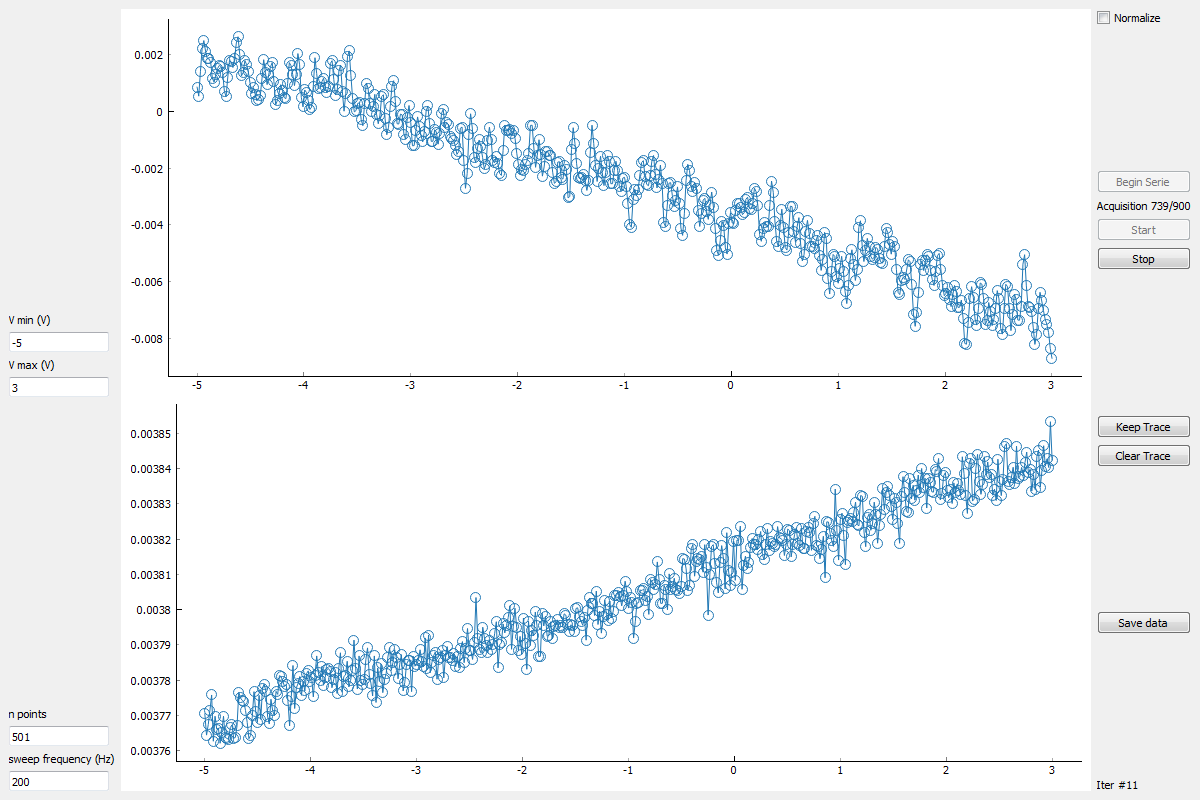 Normalize
0.002
0
-0.002
-0.004
-0.006
-0.008
-5
-4
-3
-2
-1
0
1
2
3
Begin Serie
Acquisition 739/900
Start
Stop
V min (V)
-5
V max (V)
3
0.00385
0.00384
0.00383
0.00382
0.00381
0.0038
0.00379
0.00378
0.00377
0.00376
-5
-4
-3
-2
-1
0
1
2
3
Keep Trace
Clear Trace
Save data
n points
501
sweep frequency (Hz)
200
Iter #11